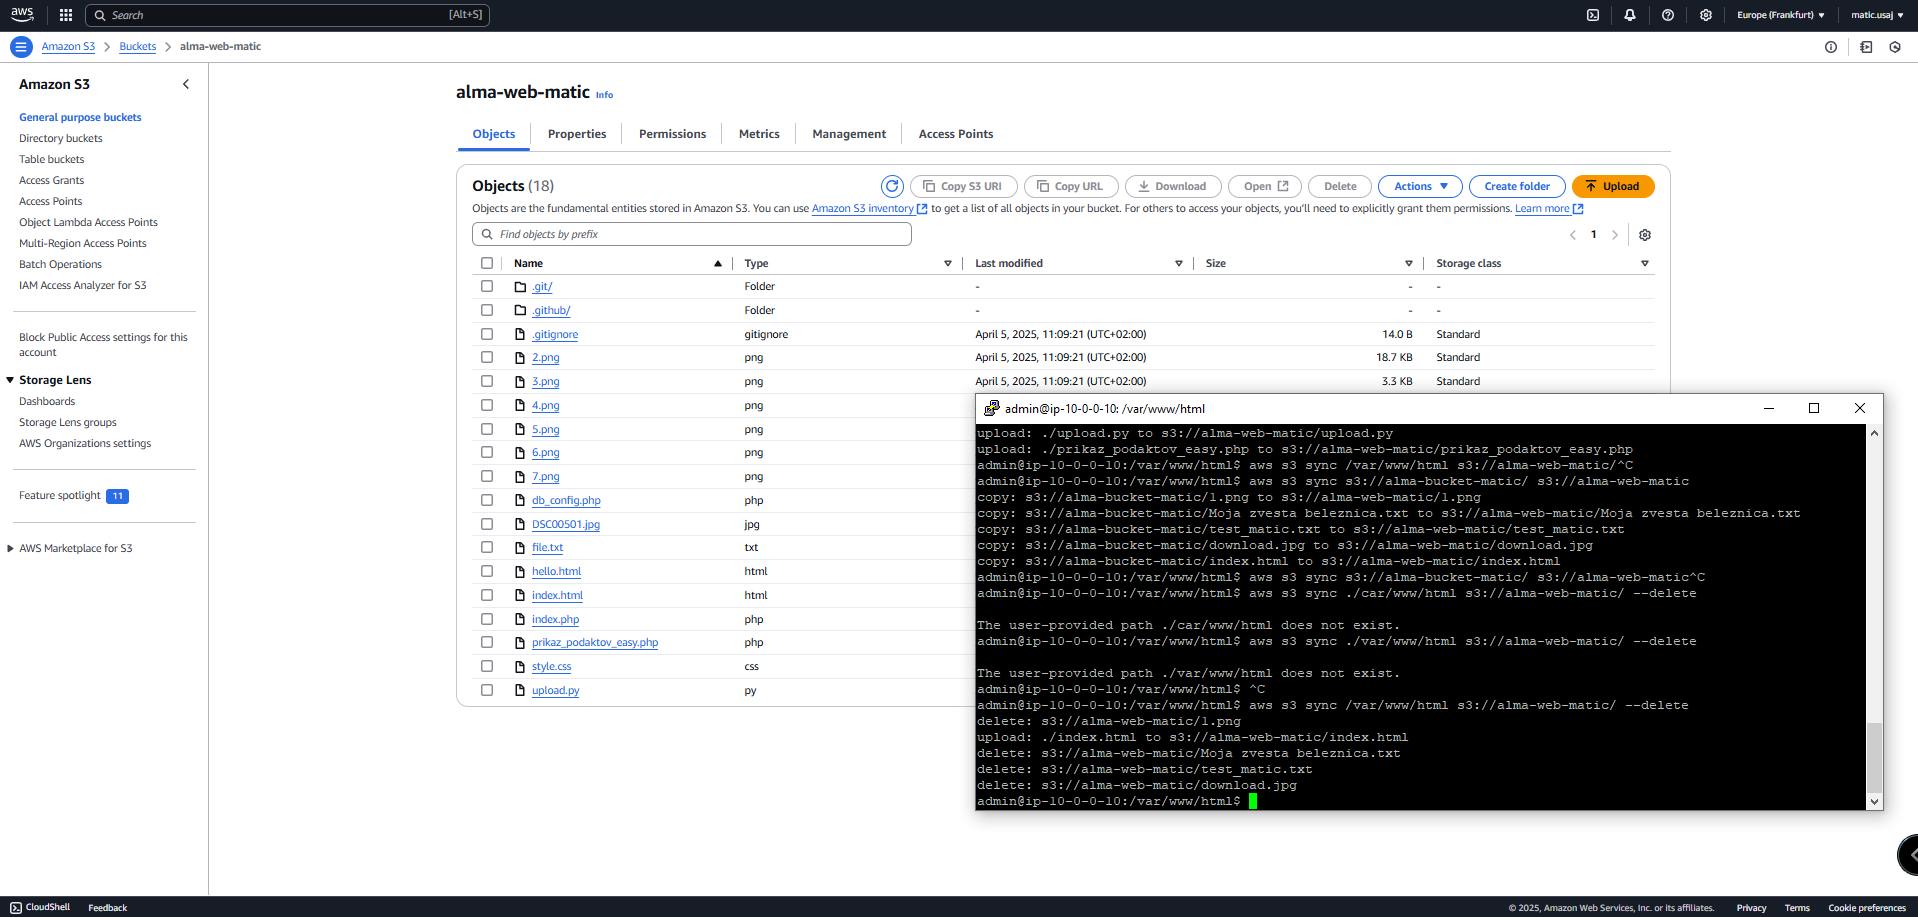 aws Search [Alt+S] Europe (Frankfurt) matic.usaj
Amazon S3 Buckets alma-web-matic
Amazon S3
General purpose buckets
Directory buckets
Table buckets
Access Grants
Access Points
Object Lambda Access Points
Multi-Region Access Points
Batch Operations
IAM Access Analyzer for S3
Block Public Access settings for this
account
Storage Lens
Dashboards
Storage Lens groups
AWS Organizations settings
Feature spotlight 11
AWS Marketplace for S3
alma-web-matic Info
Objects Properties Permissions Metrics Management Access Points
Objects (18) Copy S3 URI Copy URL Download Open Delete Actions Create folder Upload
Objects are the fundamental entities stored in Amazon S3. You can use Amazon S3 inventory to get a list of all objects in your bucket. For others to access your objects, you'll need to explicitly grant them permissions. Learn more
Find objects by prefix 1
Name Type Last modified Size Storage class
.git/ Folder - - -
.github/ Folder - - -
.gitignore gitignore April 5, 2025, 11:09:21 (UTC+02:00) 14.0 B Standard
2.png png April 5, 2025, 11:09:21 (UTC+02:00) 18.7 KB Standard
3.png png April 5, 2025, 11:09:21 (UTC+02:00) 3.3 KB Standard
4.png png
5.png png
6.png png
7.png png
db_config.php php
DSC00501.jpg jpg
file.txt txt
hello.html html
index.html html
index.php php
prikaz_podaktov_easy.php php
style.css css
upload.py py
admin@ip-10-0-0-10: /var/www/html
upload: ./upload.py to s3://alma-web-matic/upload.py
upload: ./prikaz_podaktov_easy.php to s3://alma-web-matic/prikaz_podaktov_easy.php
admin@ip-10-0-0-10:/var/www/html$ aws s3 sync /var/www/html s3://alma-web-matic/^C
admin@ip-10-0-0-10:/var/www/html$ aws s3 sync s3://alma-bucket-matic/ s3://alma-web-matic
copy: s3://alma-bucket-matic/1.png to s3://alma-web-matic/1.png
copy: s3://alma-bucket-matic/Moja zvesta beleznica.txt to s3://alma-web-matic/Moja zvesta beleznica.txt
copy: s3://alma-bucket-matic/test_matic.txt to s3://alma-web-matic/test_matic.txt
copy: s3://alma-bucket-matic/download.jpg to s3://alma-web-matic/download.jpg
copy: s3://alma-bucket-matic/index.html to s3://alma-web-matic/index.html
admin@ip-10-0-0-10:/var/www/html$ aws s3 sync s3://alma-bucket-matic/ s3://alma-web-matic^C
admin@ip-10-0-0-10:/var/www/html$ aws s3 sync ./car/www/html s3://alma-web-matic/ --delete
The user-provided path ./car/www/html does not exist.
admin@ip-10-0-0-10:/var/www/html$ aws s3 sync ./var/www/html s3://alma-web-matic/ --delete
The user-provided path ./var/www/html does not exist.
admin@ip-10-0-0-10:/var/www/html$ ^C
admin@ip-10-0-0-10:/var/www/html$ aws s3 sync /var/www/html s3://alma-web-matic/ --delete
delete: s3://alma-web-matic/1.png
upload: ./index.html to s3://alma-web-matic/index.html
delete: s3://alma-web-matic/Moja zvesta beleznica.txt
delete: s3://alma-web-matic/test_matic.txt
delete: s3://alma-web-matic/download.jpg
admin@ip-10-0-0-10:/var/www/html$
CloudShell Feedback © 2025, Amazon Web Services, Inc. or its affiliates. Privacy Terms Cookie preferences